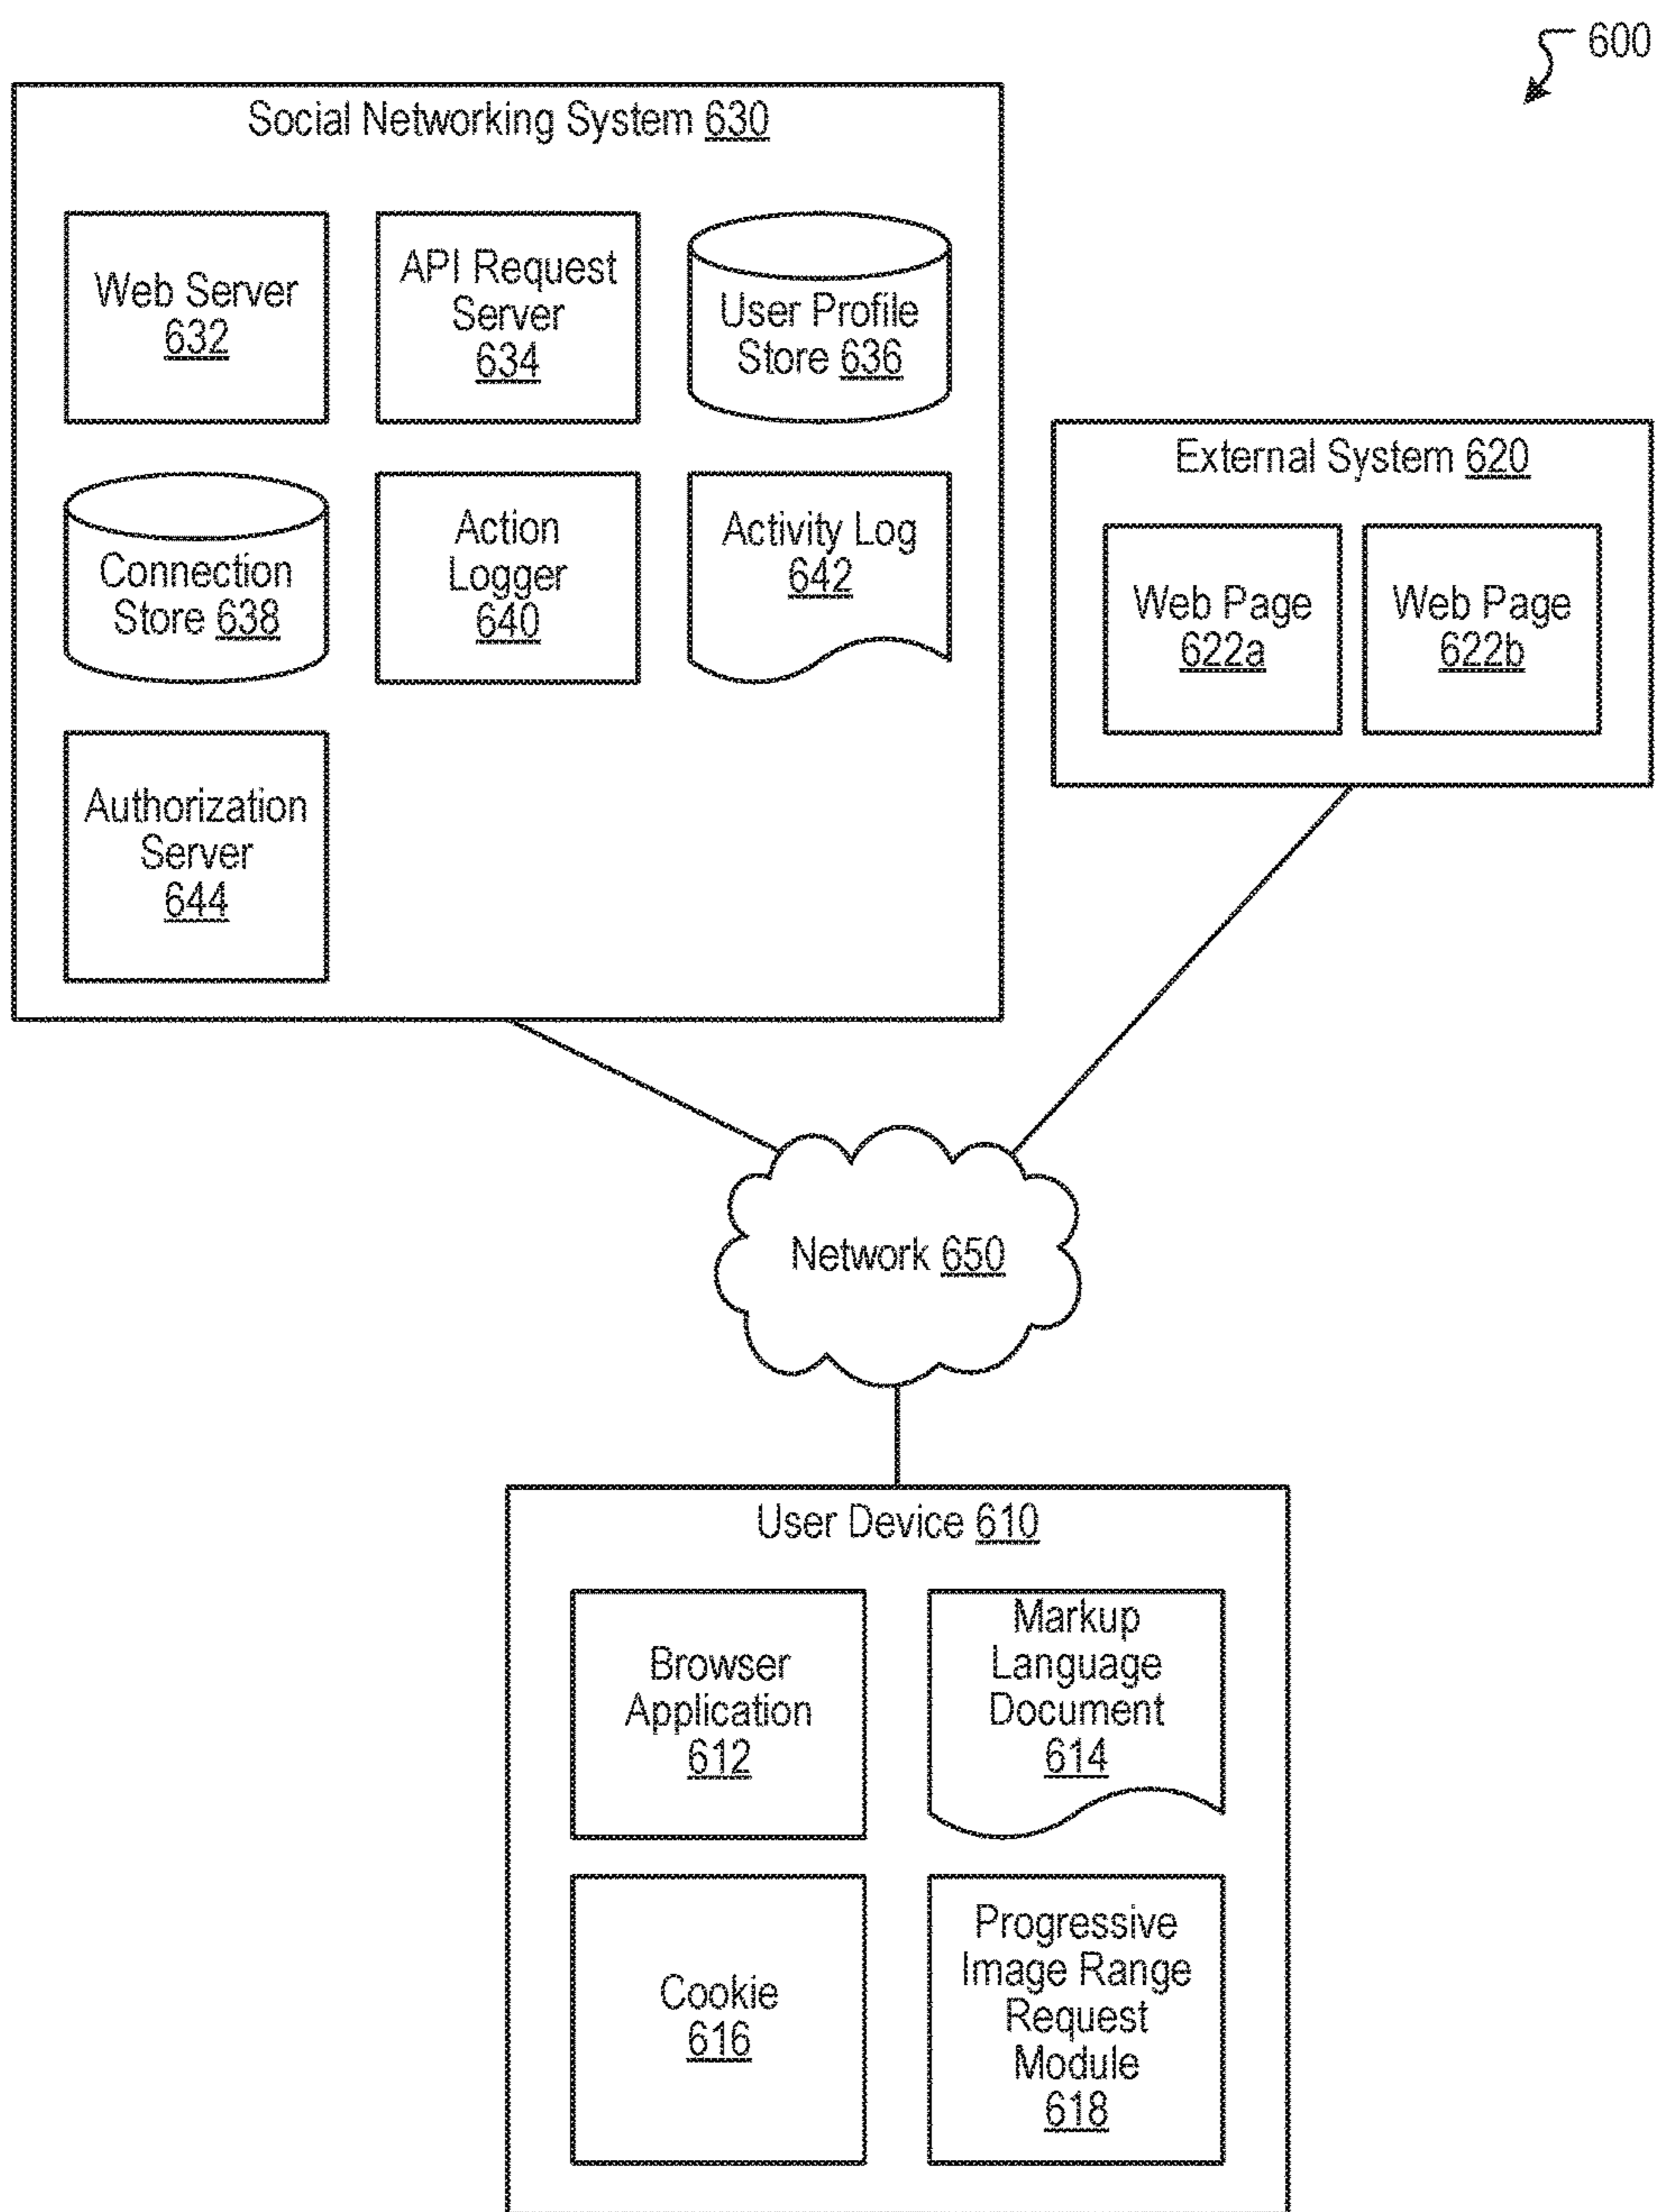 600
Social Networking System 630
Web Server
632
API Request
Server
634
User Profile
Store 636
Connection
Store 638
Action
Logger
640
Activity Log
642
Authorization
Server
644
External System 620
Web Page
622a
Web Page
622b
Network 650
User Device 610
Browser
Application
612
Markup
Language
Document
614
Cookie
616
Progressive
Image Range
Request
Module
618